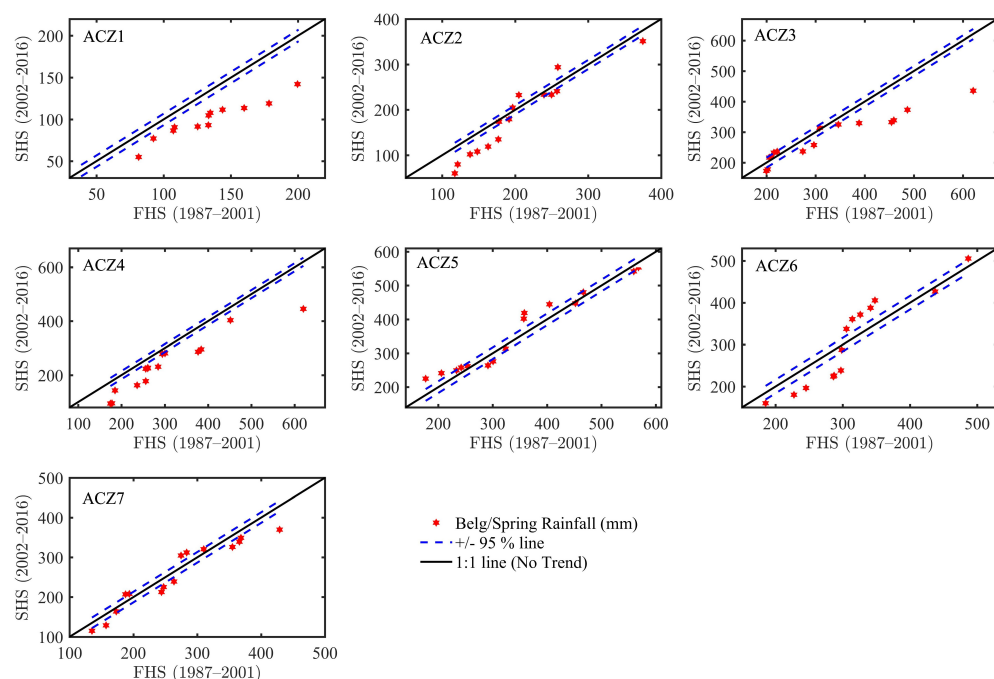 ACZ1
200
150
100
50
SHS (2002–2016)
50 100 150 200
FHS (1987–2001)
ACZ2
400
300
200
100
SHS (2002–2016)
100 200 300 400
FHS (1987–2001)
ACZ3
600
500
400
300
200
SHS (2002–2016)
200 300 400 500 600
FHS (1987–2001)
ACZ4
600
400
200
SHS (2002–2016)
100 200 300 400 500 600
FHS (1987–2001)
ACZ5
600
500
400
300
200
SHS (2002–2016)
200 300 400 500 600
FHS (1987–2001)
ACZ6
500
400
300
200
SHS (2002–2016)
200 300 400 500
FHS (1987–2001)
ACZ7
500
400
300
200
100
SHS (2002–2016)
100 200 300 400 500
FHS (1987–2001)
Belg/Spring Rainfall (mm)
+/- 95 % line
1:1 line (No Trend)